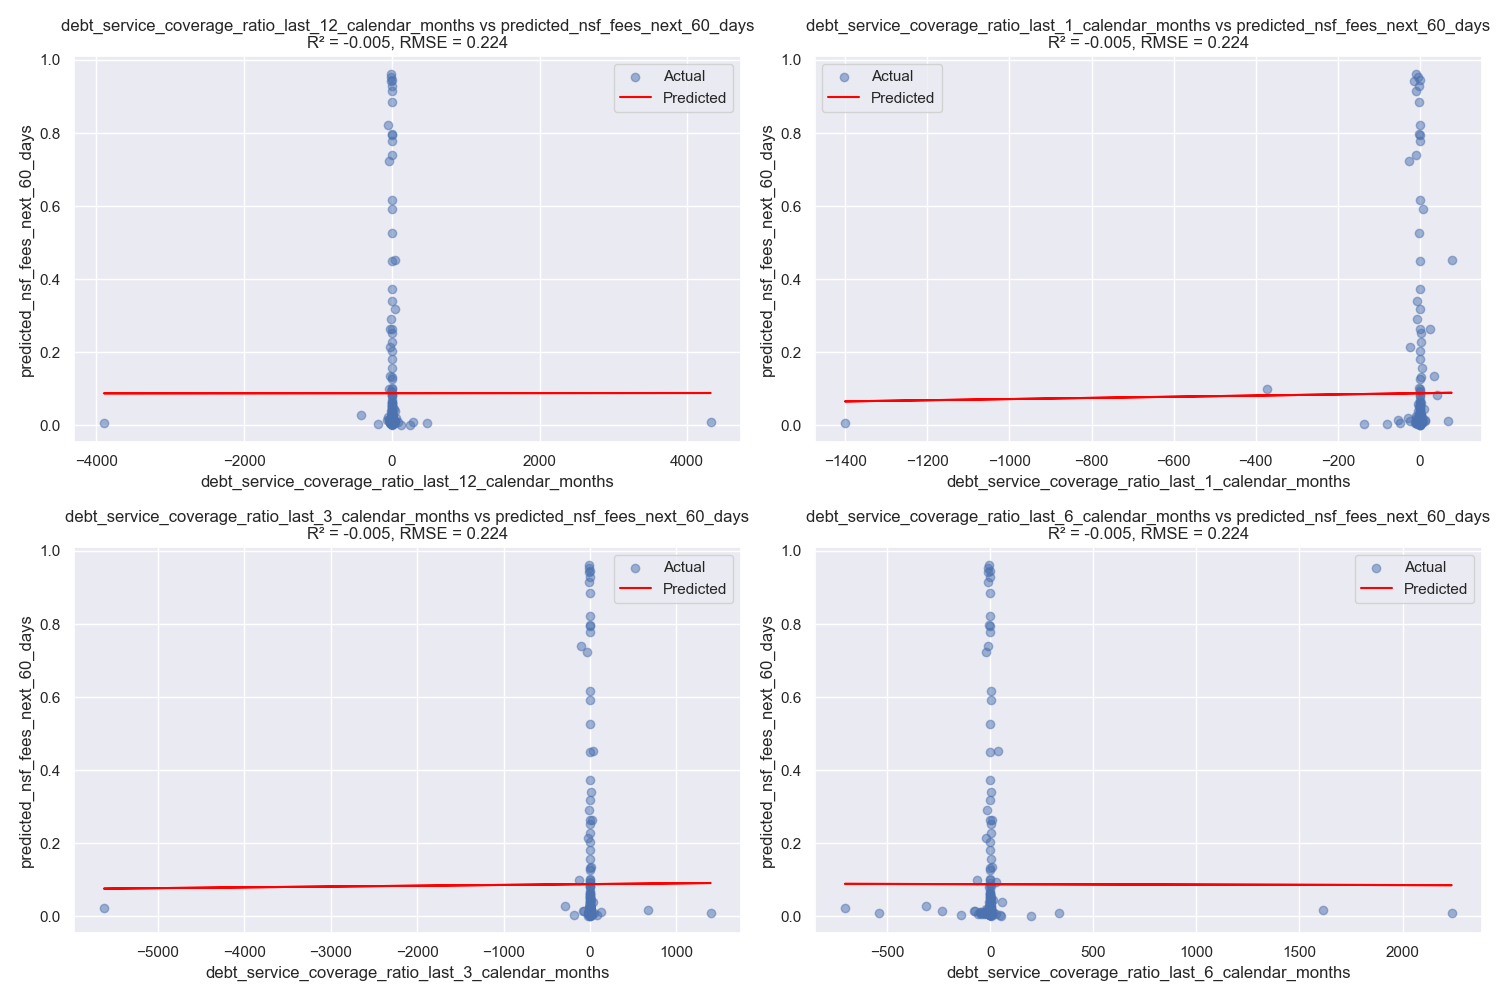 debt_service_coverage_ratio_last_12_calendar_months vs predicted_nsf_fees_next_60_days
R² = -0.005, RMSE = 0.224
1.0
0.8
0.6
0.4
0.2
0.0
predicted_nsf_fees_next_60_days
Actual
Predicted
−4000 −2000 0 2000 4000
debt_service_coverage_ratio_last_12_calendar_months
debt_service_coverage_ratio_last_1_calendar_months vs predicted_nsf_fees_next_60_days
R² = -0.005, RMSE = 0.224
1.0
0.8
0.6
0.4
0.2
0.0
predicted_nsf_fees_next_60_days
Actual
Predicted
−1400 −1200 −1000 −800 −600 −400 −200 0
debt_service_coverage_ratio_last_1_calendar_months
debt_service_coverage_ratio_last_3_calendar_months vs predicted_nsf_fees_next_60_days
R² = -0.005, RMSE = 0.224
1.0
0.8
0.6
0.4
0.2
0.0
predicted_nsf_fees_next_60_days
Actual
Predicted
−5000 −4000 −3000 −2000 −1000 0 1000
debt_service_coverage_ratio_last_3_calendar_months
debt_service_coverage_ratio_last_6_calendar_months vs predicted_nsf_fees_next_60_days
R² = -0.005, RMSE = 0.224
1.0
0.8
0.6
0.4
0.2
0.0
predicted_nsf_fees_next_60_days
Actual
Predicted
−500 0 500 1000 1500 2000
debt_service_coverage_ratio_last_6_calendar_months